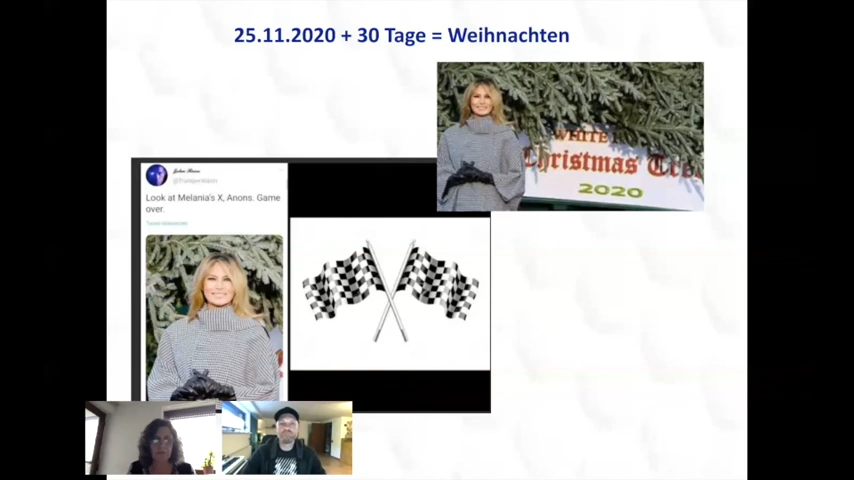 25.11.2020 + 30 Tage = Weihnachten
WHITE
Christmas Tree
2020
Look at Melania's X, Anons. Game
over.